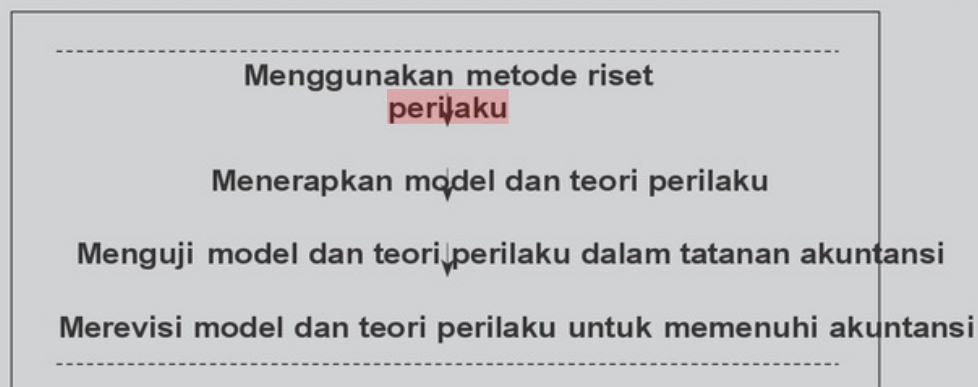 Menggunakan metode riset
perilaku
Menerapkan model dan teori perilaku
Menguji model dan teori perilaku dalam tatanan akuntansi
Merevisi model dan teori perilaku untuk memenuhi akuntansi